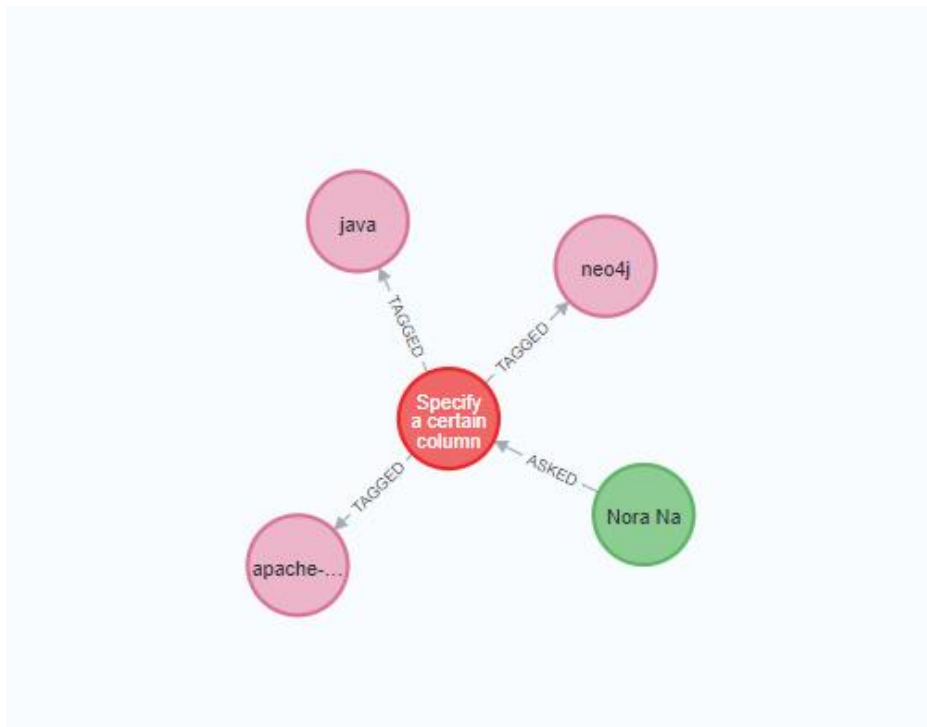 java
neo4j
TAGGED
TAGGED
Specify
a certain
column
TAGGED
ASKED
Nora Na
apache-...